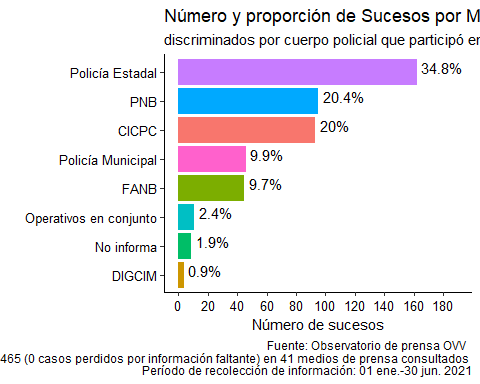 Número y proporción de Sucesos por M
discriminados por cuerpo policial que participó en
Policía Estadal 34.8%
PNB 20.4%
CICPC 20%
Policía Municipal 9.9%
FANB 9.7%
Operativos en conjunto 2.4%
No informa 1.9%
DIGCIM 0.9%
0 20 40 60 80 100 120 140 160 180
Número de sucesos
Fuente: Observatorio de prensa OVV
465 (0 casos perdidos por información faltante) en 41 medios de prensa consultados
Período de recolección de información: 01 ene.-30 jun. 2021